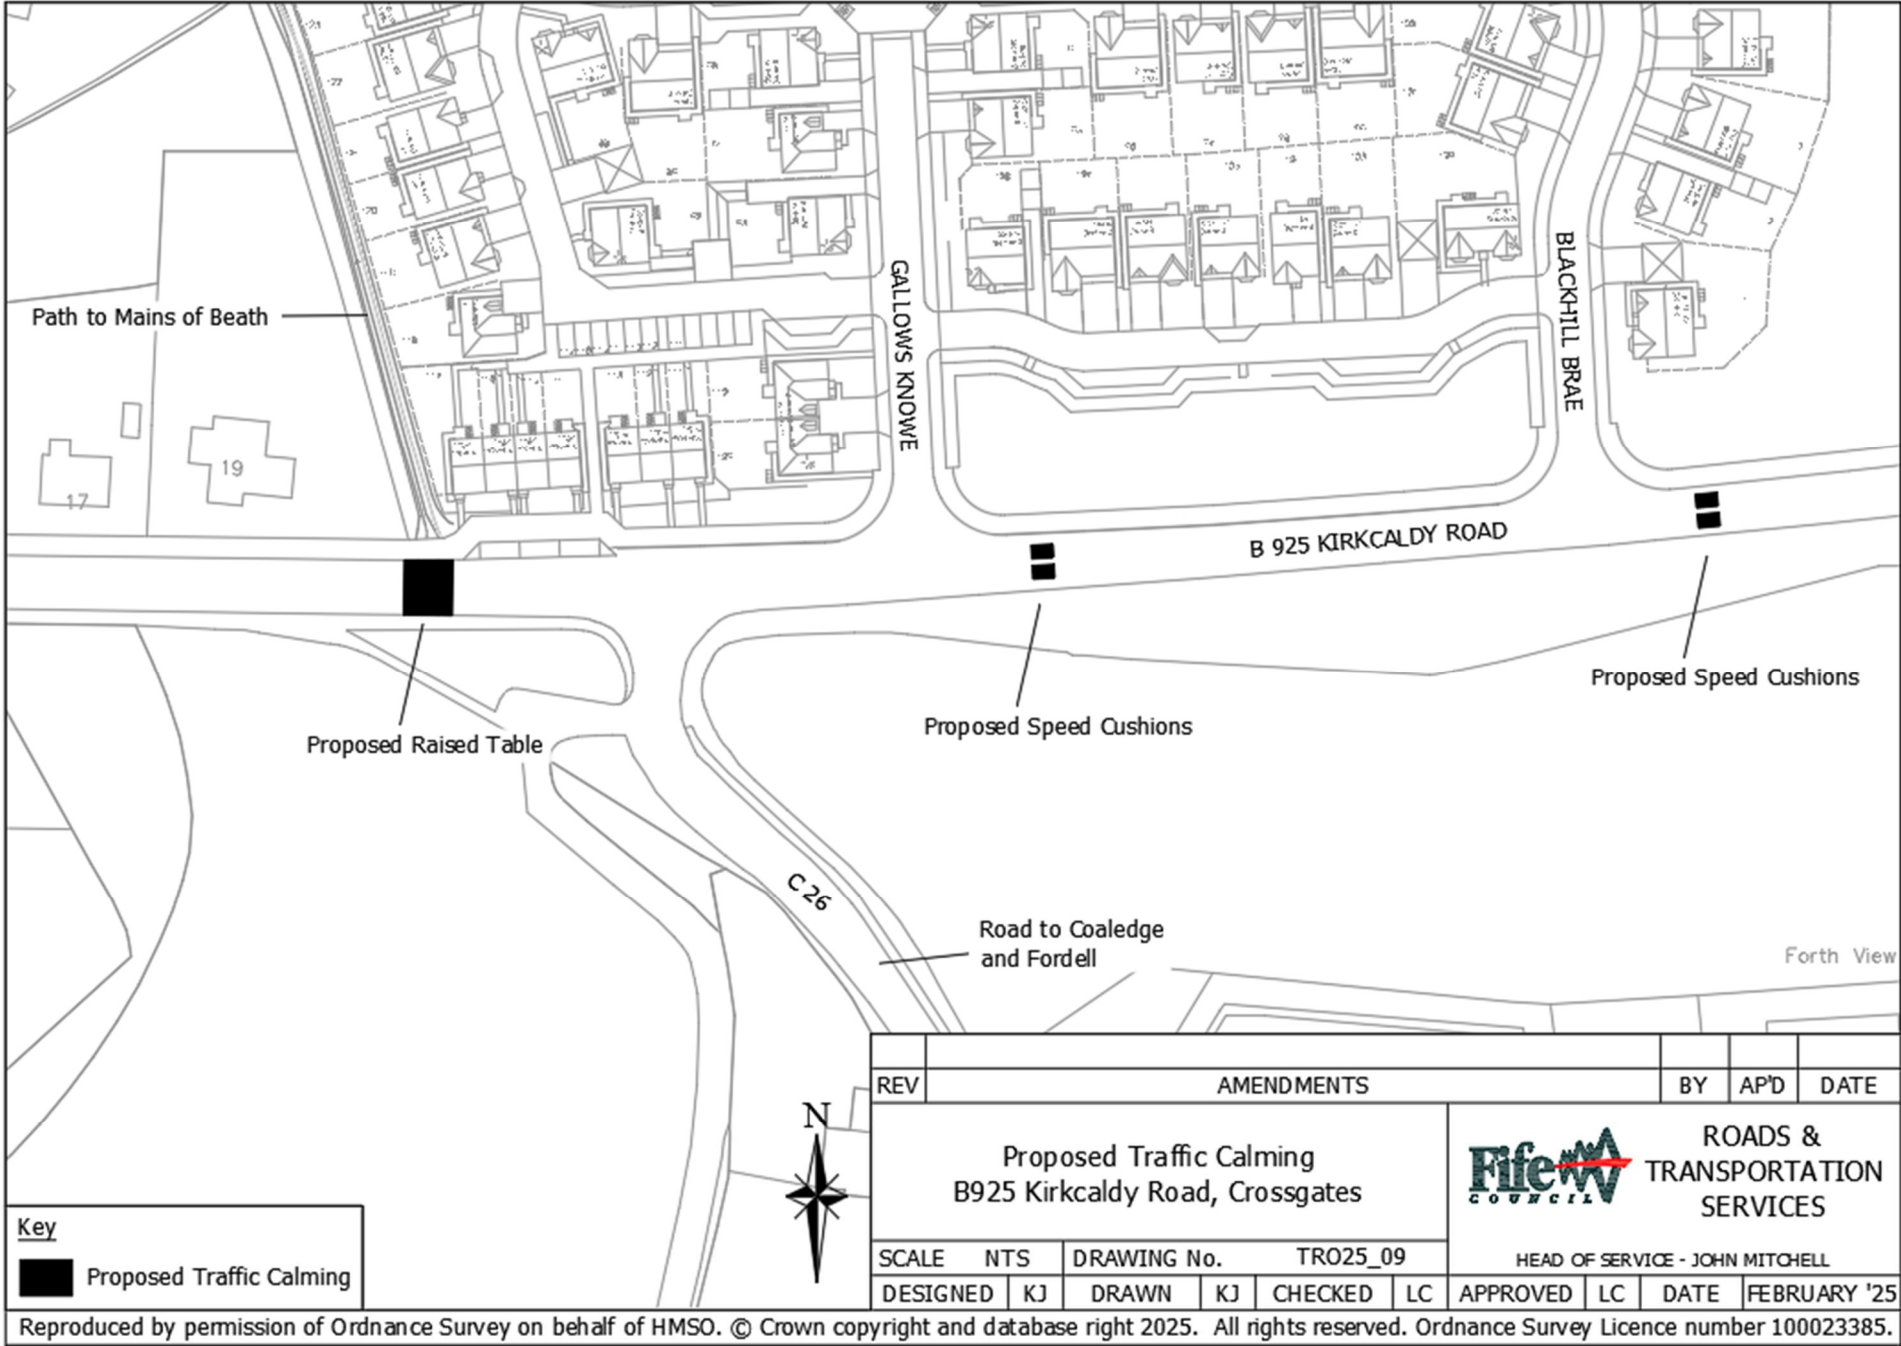 Path to Mains of Beath
GALLOWS KNOWE
BLACKHILL BRAE
19
17
B 925 KIRKCALDY ROAD
Proposed Speed Cushions
Proposed Speed Cushions
Proposed Raised Table
C 26
Road to Coaledge
and Fordell
Forth View
REV AMENDMENTS BY AP'D DATE
N
Proposed Traffic Calming
B925 Kirkcaldy Road, Crossgates
Fife
COUNCIL
ROADS &
TRANSPORTATION
SERVICES
HEAD OF SERVICE - JOHN MITCHELL
SCALE NTS DRAWING No. TRO25_09
DESIGNED KJ DRAWN KJ CHECKED LC APPROVED LC DATE FEBRUARY '25
Key
Proposed Traffic Calming
Reproduced by permission of Ordnance Survey on behalf of HMSO. © Crown copyright and database right 2025. All rights reserved. Ordnance Survey Licence number 100023385.